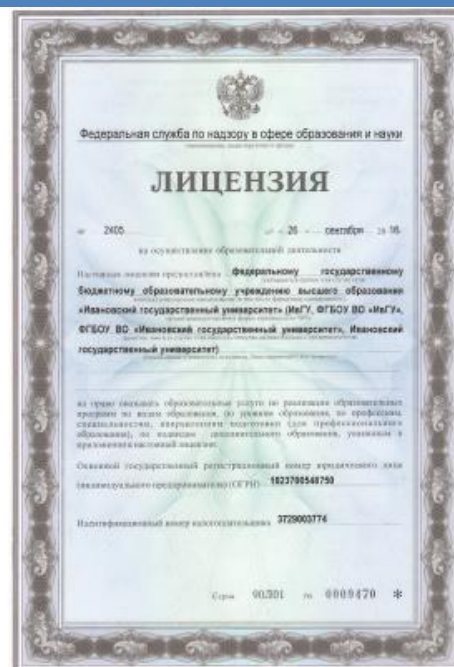 Федеральная служба по надзору в сфере образования и науки
ЛИЦЕНЗИЯ
№ 2405 от « 26 » сентября 20 16
на осуществление образовательной деятельности
Настоящая лицензия предоставлена федеральному государственному
бюджетному образовательному учреждению высшего образования
«Ивановский государственный университет» (ИвГУ, ФГБОУ ВО «ИвГУ»,
ФГБОУ ВО «Ивановский государственный университет», Ивановский
государственный университет)
на право оказывать образовательные услуги по реализации образовательных
программ по видам образования, по уровням образования, по профессиям,
специальностям, направлениям подготовки (для профессионального
образования), по подвидам дополнительного образования, указанным в
приложении к настоящей лицензии.
Основной государственный регистрационный номер юридического лица
(индивидуального предпринимателя) (ОГРН) 1023700548750
Идентификационный номер налогоплательщика 3729003774
Серия 90Л01 № 0009470 *